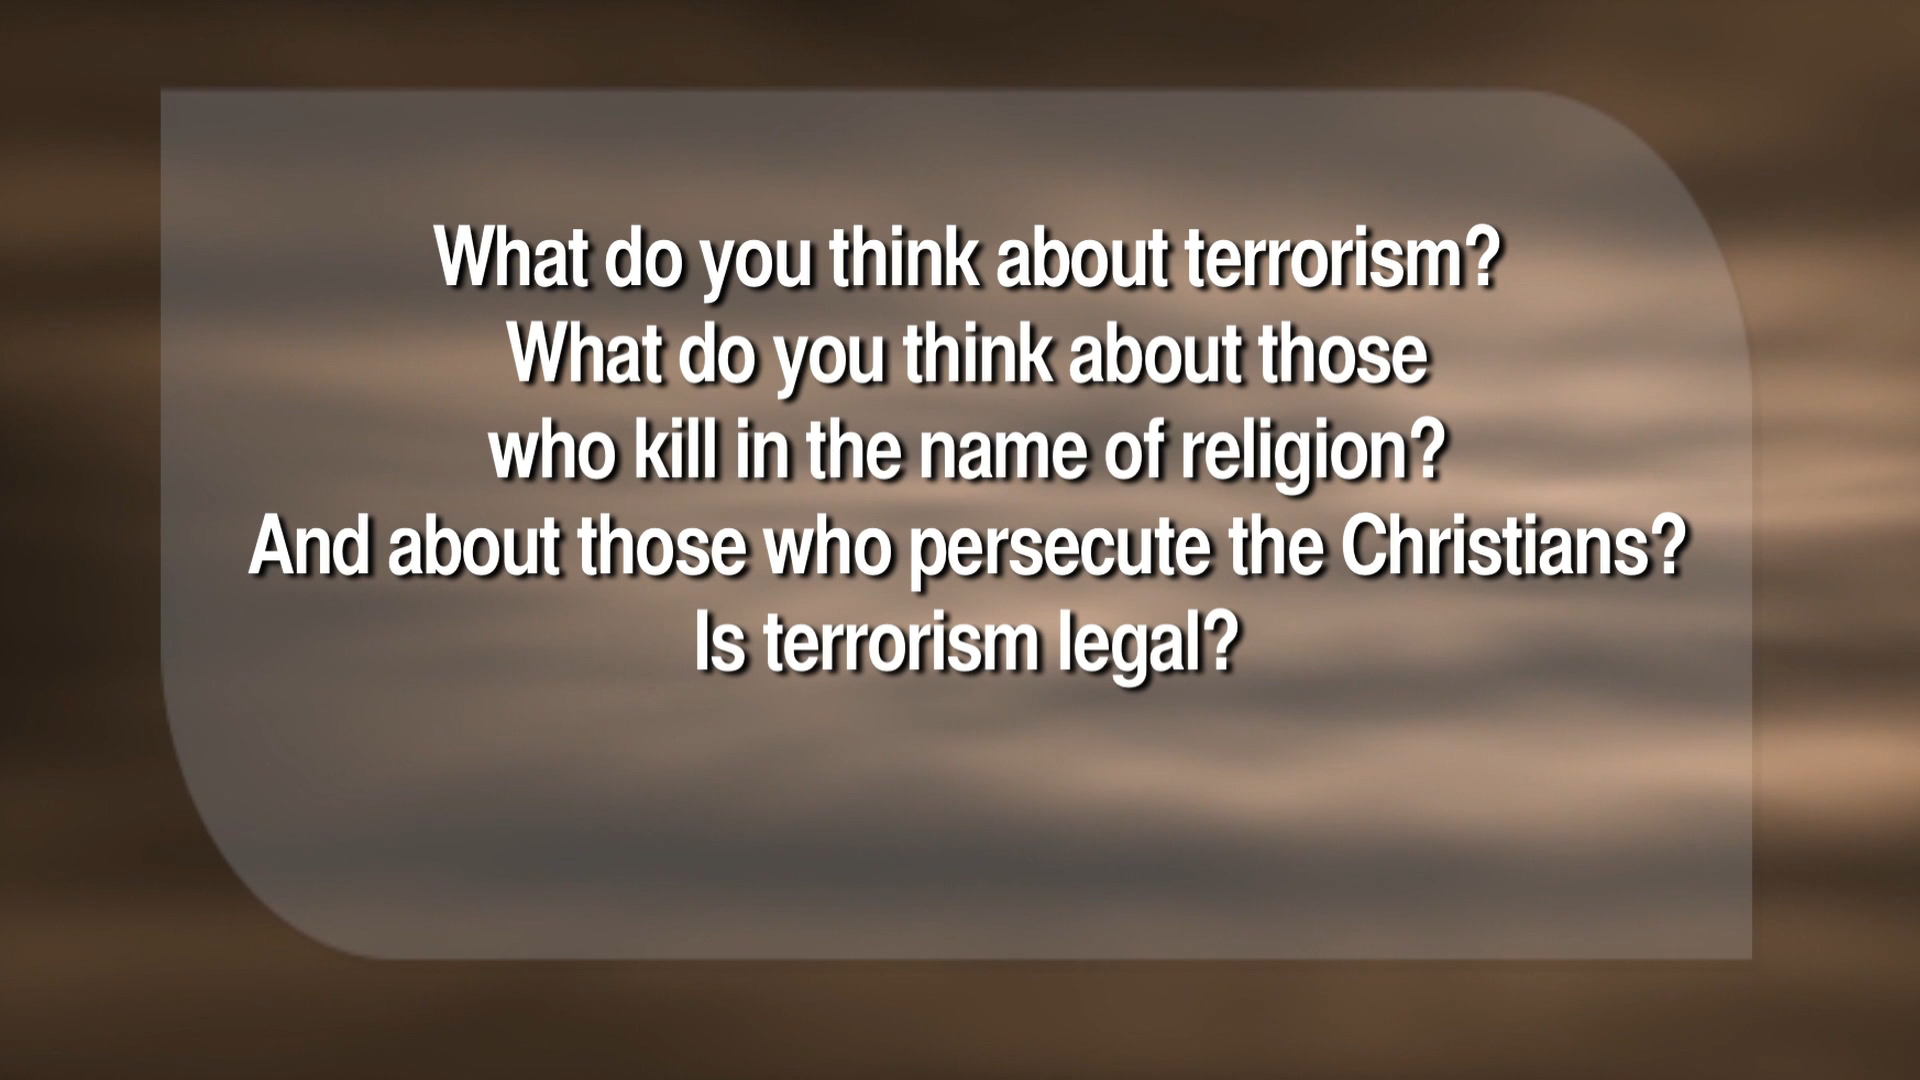 What do you think about terrorism?
What do you think about those
who kill in the name of religion?
And about those who persecute the Christians?
Is terrorism legal?